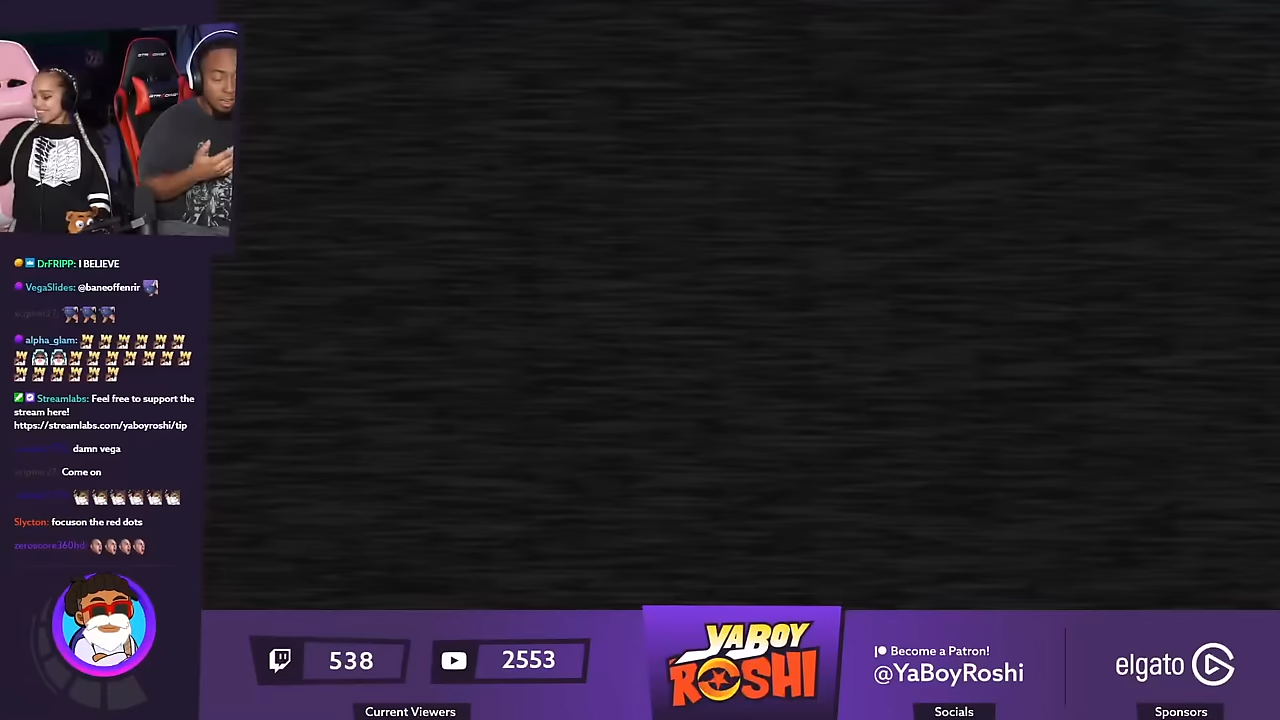 DrFRIPP: I BELIEVE
VegaSlides: @baneoffenrir
alpha_glam:
Streamlabs: Feel free to support the
stream here!
https://streamlabs.com/yaboyroshi/tip
damn vega
Come on
Slycton: focuson the red dots
zeroscore360hd:
538
2553
Current Viewers
YABOY
ROSHI
Become a Patron!
@YaBoyRoshi
Socials
elgato
Sponsors